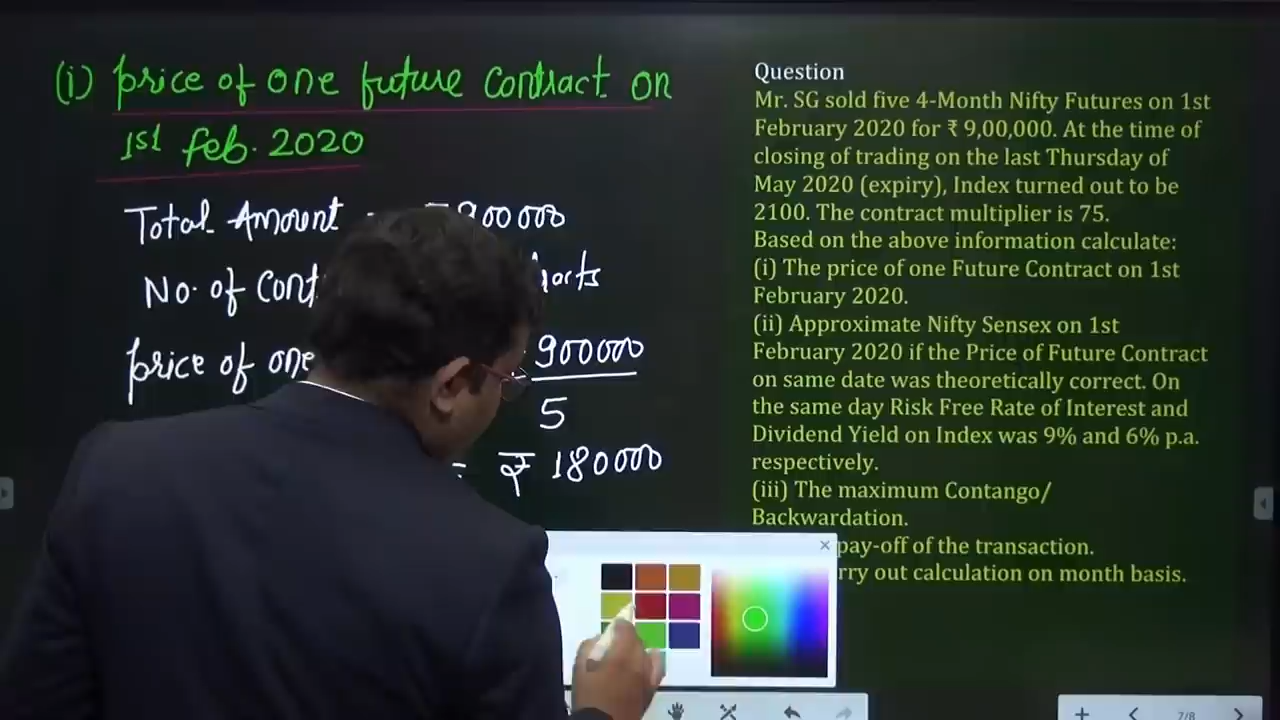 (i) price of one future contract on
1st feb. 2020
Total Amount
900000
No. of
price of one
900000
5
= ₹ 180000
Question
Mr. SG sold five 4-Month Nifty Futures on 1st
February 2020 for ₹ 9,00,000. At the time of
closing of trading on the last Thursday of
May 2020 (expiry), Index turned out to be
2100. The contract multiplier is 75.
Based on the above information calculate:
(i) The price of one Future Contract on 1st
February 2020.
(ii) Approximate Nifty Sensex on 1st
February 2020 if the Price of Future Contract
on same date was theoretically correct. On
the same day Risk Free Rate of Interest and
Dividend Yield on Index was 9% and 6% p.a.
respectively.
(iii) The maximum Contango/
Backwardation.
pay-off of the transaction.
rry out calculation on month basis.
7/8